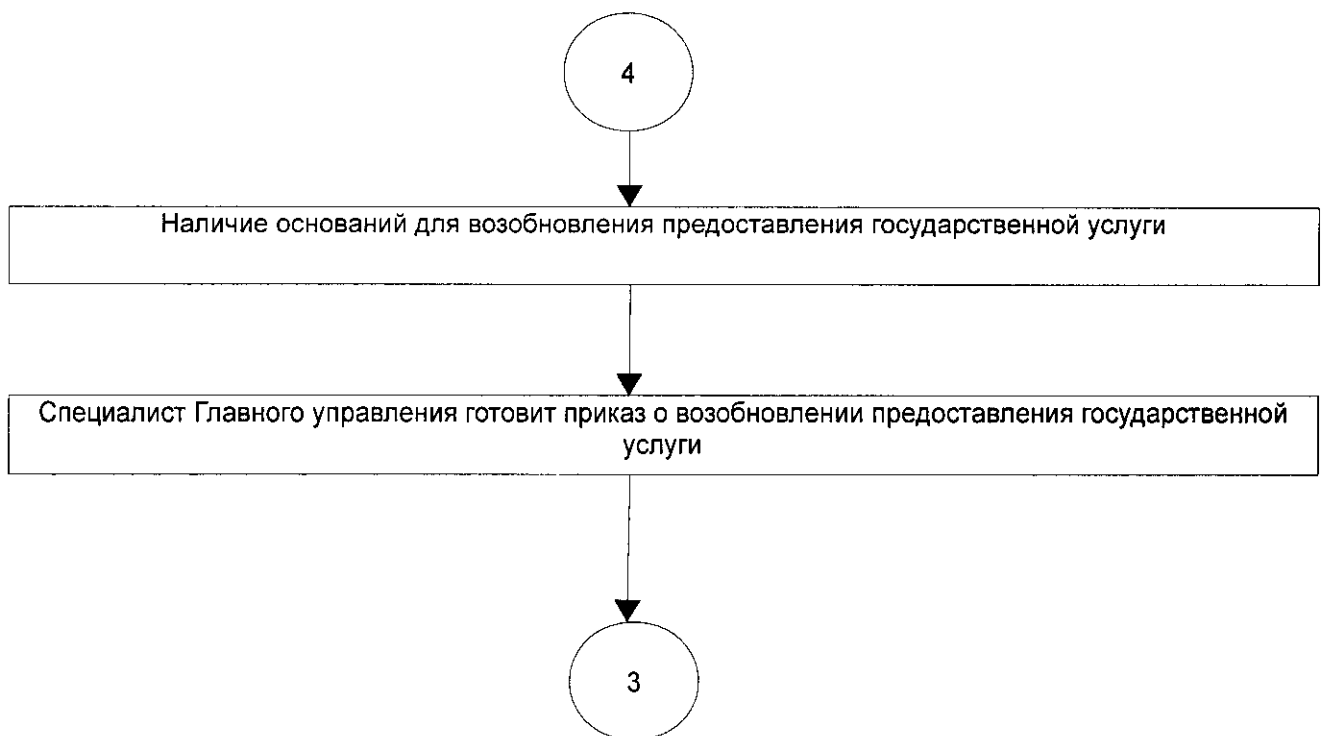 4
Наличие оснований для возобновления предоставления государственной услуги
Специалист Главного управления готовит приказ о возобновлении предоставления государственной
услуги
3